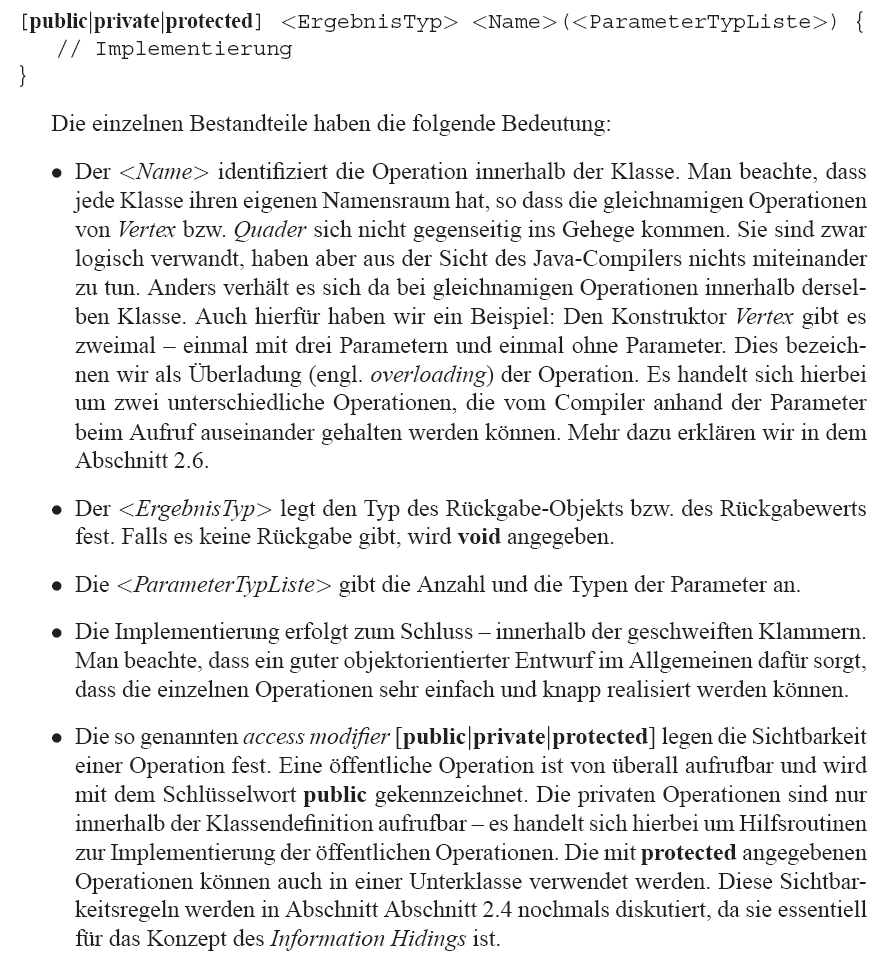 [public|private|protected] <ErgebnisTyp> <Name>(<ParameterTypListe>) {
// Implementierung
}
Die einzelnen Bestandteile haben die folgende Bedeutung:
• Der <Name> identifiziert die Operation innerhalb der Klasse. Man beachte, dass
jede Klasse ihren eigenen Namensraum hat, so dass die gleichnamigen Operationen
von Vertex bzw. Quader sich nicht gegenseitig ins Gehege kommen. Sie sind zwar
logisch verwandt, haben aber aus der Sicht des Java-Compilers nichts miteinander
zu tun. Anders verhält es sich da bei gleichnamigen Operationen innerhalb dersel-
ben Klasse. Auch hierfür haben wir ein Beispiel: Den Konstruktor Vertex gibt es
zweimal – einmal mit drei Parametern und einmal ohne Parameter. Dies bezeich-
nen wir als Überladung (engl. overloading) der Operation. Es handelt sich hierbei
um zwei unterschiedliche Operationen, die vom Compiler anhand der Parameter
beim Aufruf auseinander gehalten werden können. Mehr dazu erklären wir in dem
Abschnitt 2.6.
• Der <ErgebnisTyp> legt den Typ des Rückgabe-Objekts bzw. des Rückgabewerts
fest. Falls es keine Rückgabe gibt, wird void angegeben.
• Die <ParameterTypListe> gibt die Anzahl und die Typen der Parameter an.
• Die Implementierung erfolgt zum Schluss – innerhalb der geschweiften Klammern.
Man beachte, dass ein guter objektorientierter Entwurf im Allgemeinen dafür sorgt,
dass die einzelnen Operationen sehr einfach und knapp realisiert werden können.
• Die so genannten access modifier [public|private|protected] legen die Sichtbarkeit
einer Operation fest. Eine öffentliche Operation ist von überall aufrufbar und wird
mit dem Schlüsselwort public gekennzeichnet. Die privaten Operationen sind nur
innerhalb der Klassendefinition aufrufbar – es handelt sich hierbei um Hilfsroutinen
zur Implementierung der öffentlichen Operationen. Die mit protected angegebenen
Operationen können auch in einer Unterklasse verwendet werden. Diese Sichtbar-
keitsregeln werden in Abschnitt Abschnitt 2.4 nochmals diskutiert, da sie essentiell
für das Konzept des Information Hidings ist.